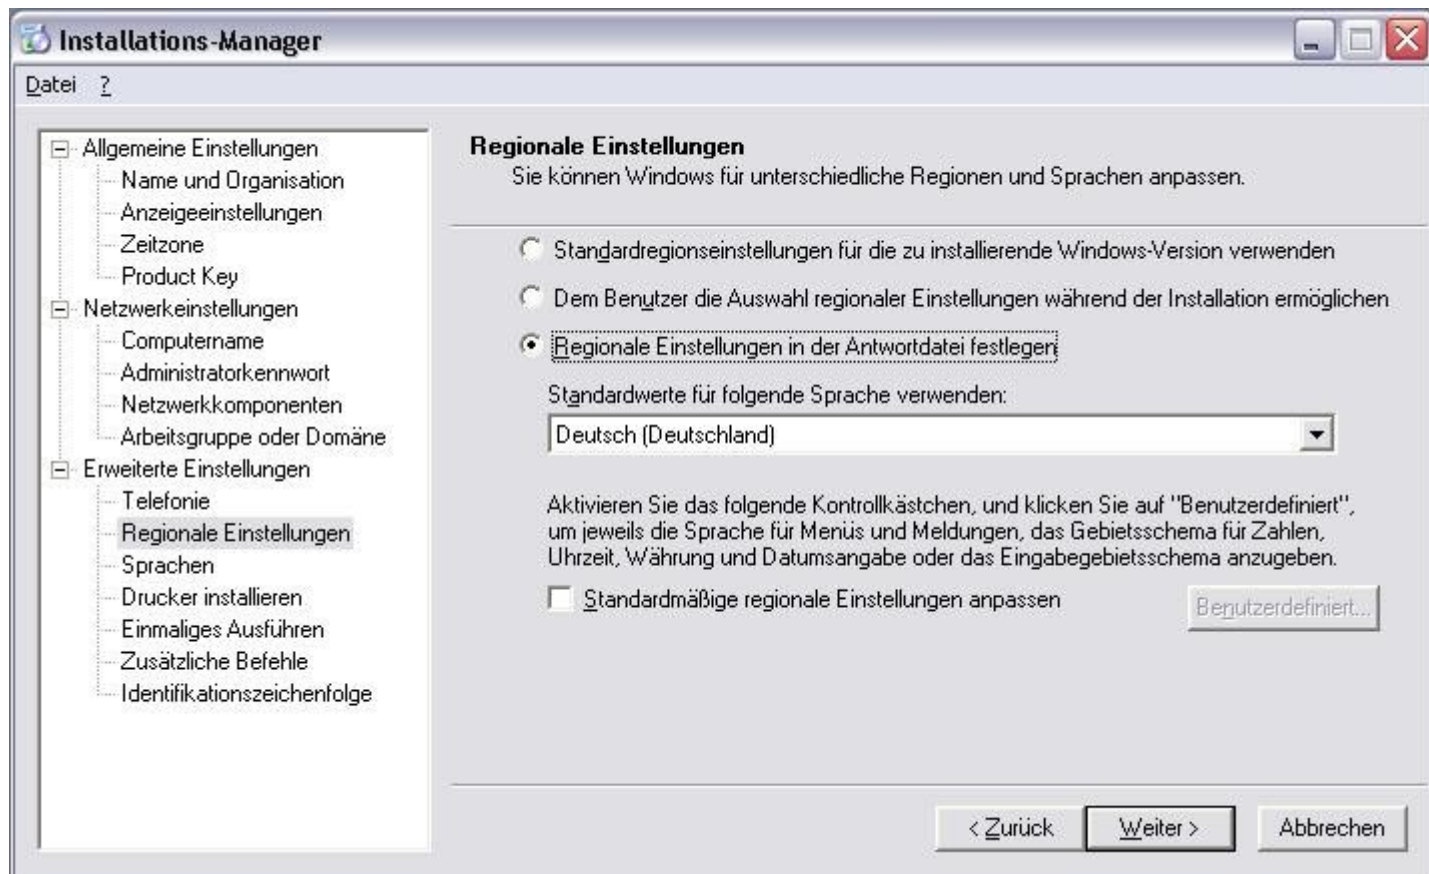 Installations-Manager
Datei ?
Allgemeine Einstellungen
Name und Organisation
Anzeigeeinstellungen
Zeitzone
Product Key
Netzwerkeinstellungen
Computername
Administratorkennwort
Netzwerkkomponenten
Arbeitsgruppe oder Domäne
Erweiterte Einstellungen
Telefonie
Regionale Einstellungen
Sprachen
Drucker installieren
Einmaliges Ausführen
Zusätzliche Befehle
Identifikationszeichenfolge
Regionale Einstellungen
Sie können Windows für unterschiedliche Regionen und Sprachen anpassen.
Standardregionseinstellungen für die zu installierende Windows-Version verwenden
Dem Benutzer die Auswahl regionaler Einstellungen während der Installation ermöglichen
Regionale Einstellungen in der Antwortdatei festlegen
Standardwerte für folgende Sprache verwenden:
Deutsch (Deutschland)
Aktivieren Sie das folgende Kontrollkästchen, und klicken Sie auf "Benutzerdefiniert",
um jeweils die Sprache für Menüs und Meldungen, das Gebietsschema für Zahlen,
Uhrzeit, Währung und Datumsangabe oder das Eingabegebietsschema anzugeben.
Standardmäßige regionale Einstellungen anpassen
Benutzerdefiniert...
< Zurück
Weiter >
Abbrechen